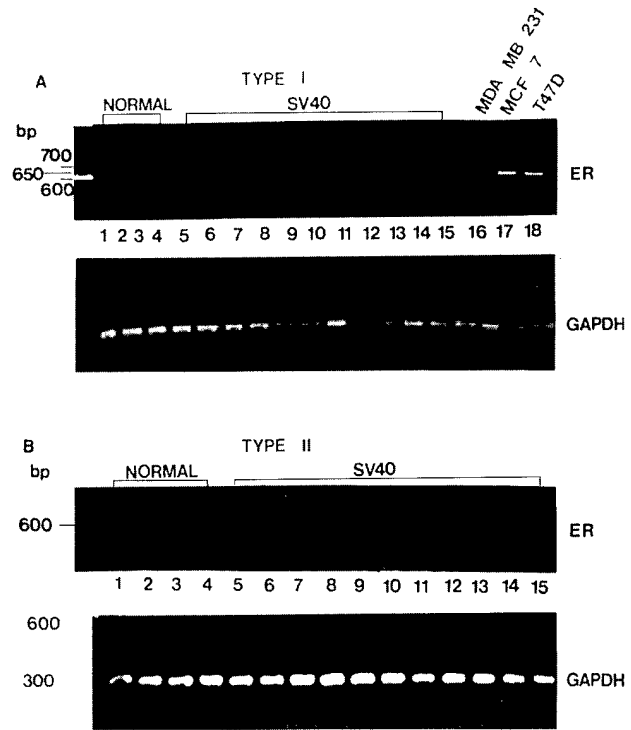 A
TYPE I
MDA MB 231
MCF 7
T47D
NORMAL
SV40
bp
700
650
600
ER
1 2 3 4 5 6 7 8 9 10 11 12 13 14 15 16 17 18
GAPDH
B
TYPE II
bp
NORMAL
SV40
600
ER
1 2 3 4 5 6 7 8 9 10 11 12 13 14 15
600
300
GAPDH